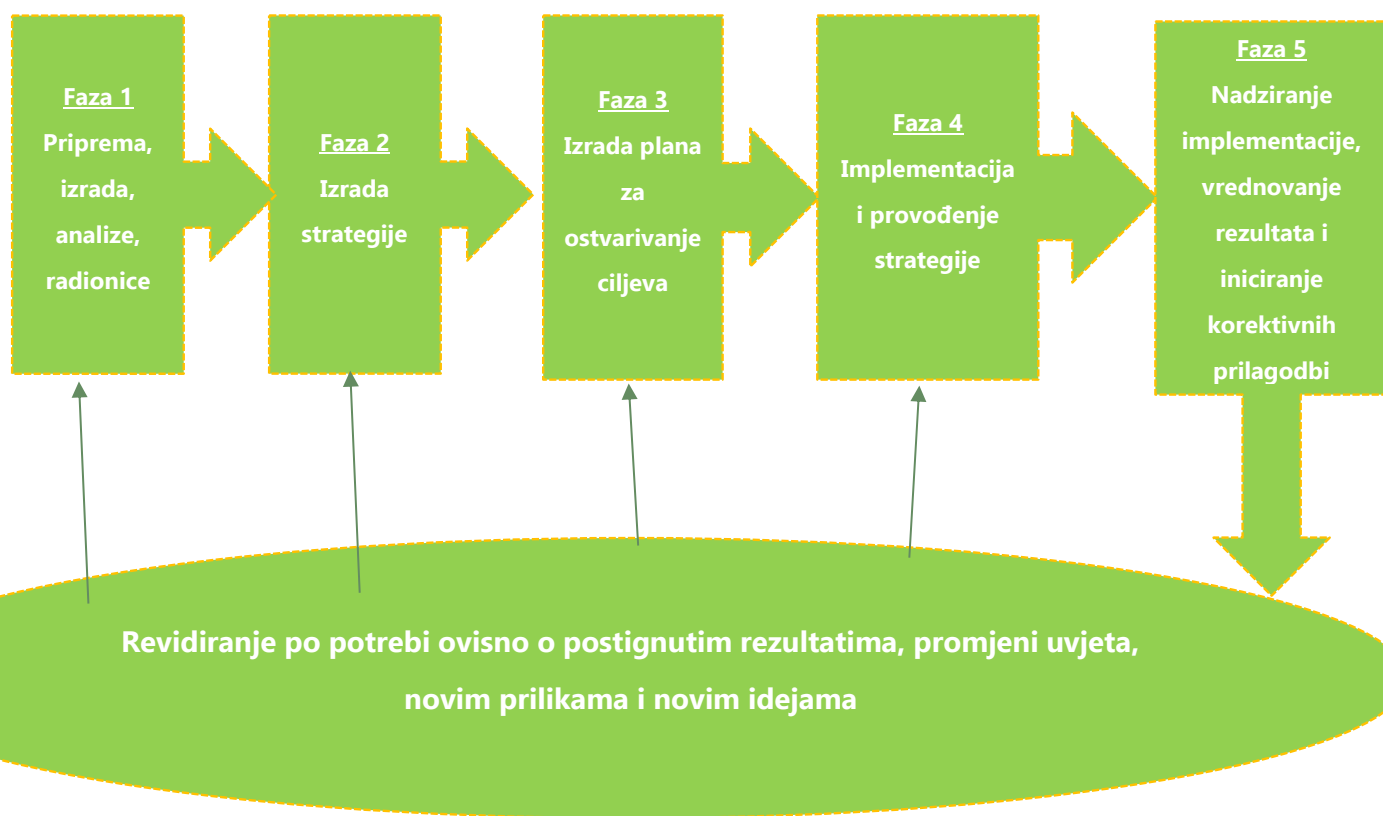 Faza 1
Priprema,
izrada,
analize,
radionice
Faza 2
Izrada
strategije
Faza 3
Izrada plana
za
ostvarivanje
ciljeva
Faza 4
Implementacija
i provođenje
strategije
Faza 5
Nadziranje
implementacije,
vrednovanje
rezultata i
iniciranje
korektivnih
prilagodbi
Revidiranje po potrebi ovisno o postignutim rezultatima, promjeni uvjeta,
novim prilikama i novim idejama